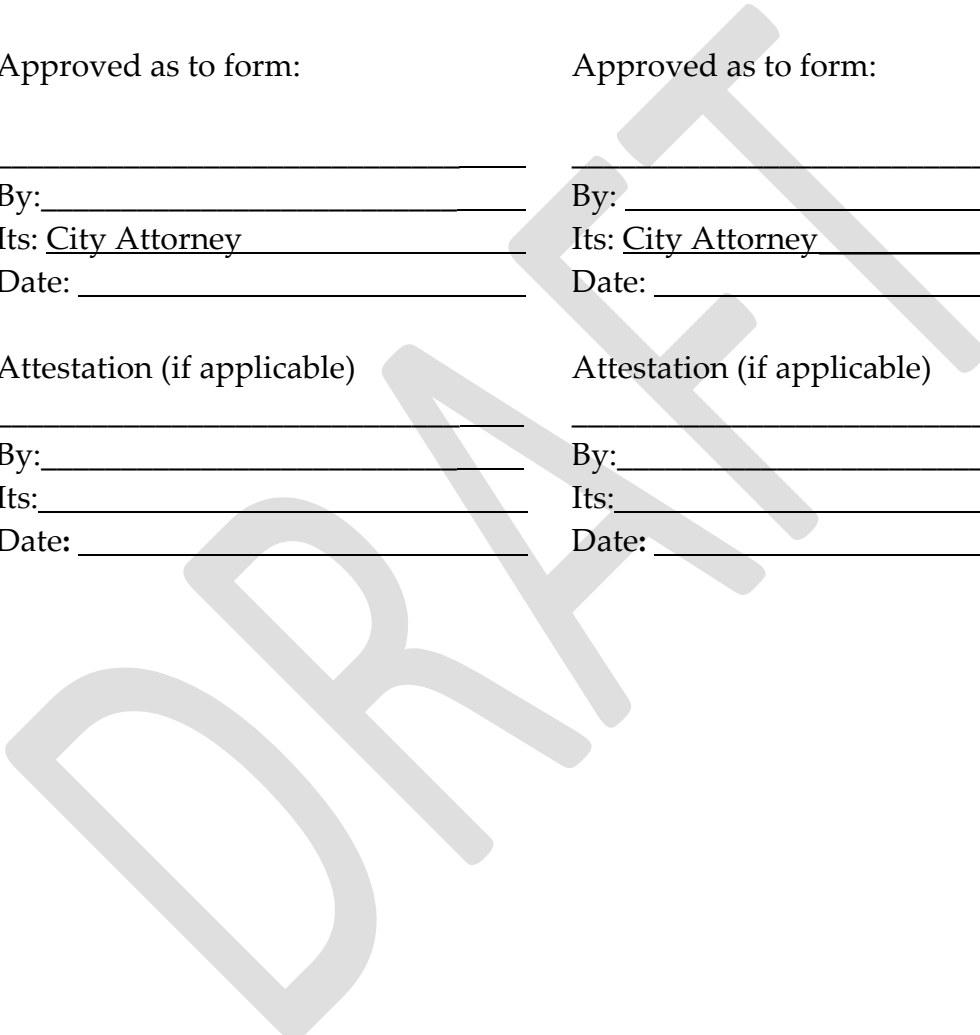 Approved as to form:
By:
Its: City Attorney
Date:
Attestation (if applicable)
By:
Its:
Date:
Approved as to form:
By:
Its: City Attorney
Date:
Attestation (if applicable)
By:
Its:
Date:
DRAFT